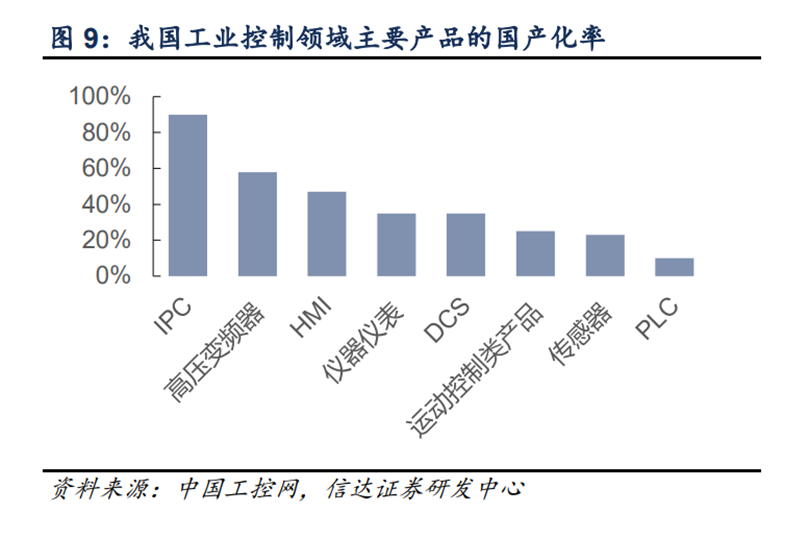 图 9：我国工业控制领域主要产品的国产化率
100%
80%
60%
40%
20%
0%
IPC
高压变频器
HMI
仪器仪表
DCS
运动控制类产品
传感器
PLC
资料来源：中国工控网，信达证券研发中心